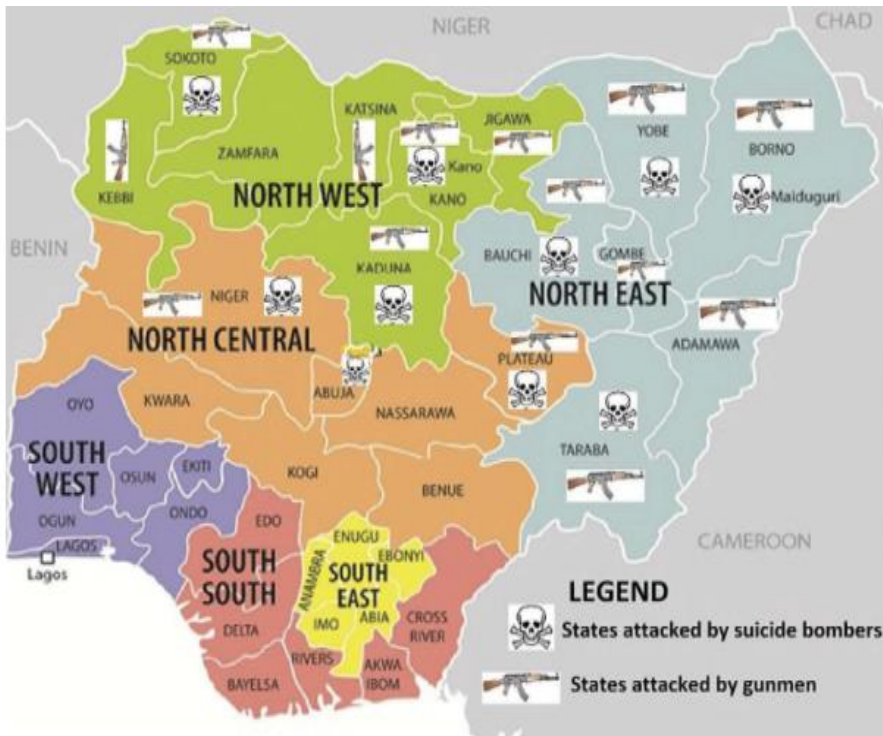 NIGER
CHAD
SOKOTO
KATSINA
JIGAWA
YOBE
BORNO
ZAMFARA
Kano
KEBBI
NORTH WEST
KANO
Maiduguri
BENIN
BAUCHI
GOMBE
KADUNA
NORTH EAST
NIGER
NORTH CENTRAL
ADAMAWA
PLATEAU
ABUJA
OYO
KWARA
NASSARAWA
TARABA
SOUTH
WEST
EKITI
OSUN
KOGI
BENUE
OGUN
ONDO
EDO
LAGOS
Lagos
ENUGU
EBONYI
ANAMBRA
SOUTH
SOUTH
SOUTH
EAST
CAMEROON
IMO
ABIA
CROSS
RIVER
DELTA
RIVERS
AKWA
IBOM
BAYELSA
LEGEND
States attacked by suicide bombers
States attacked by gunmen